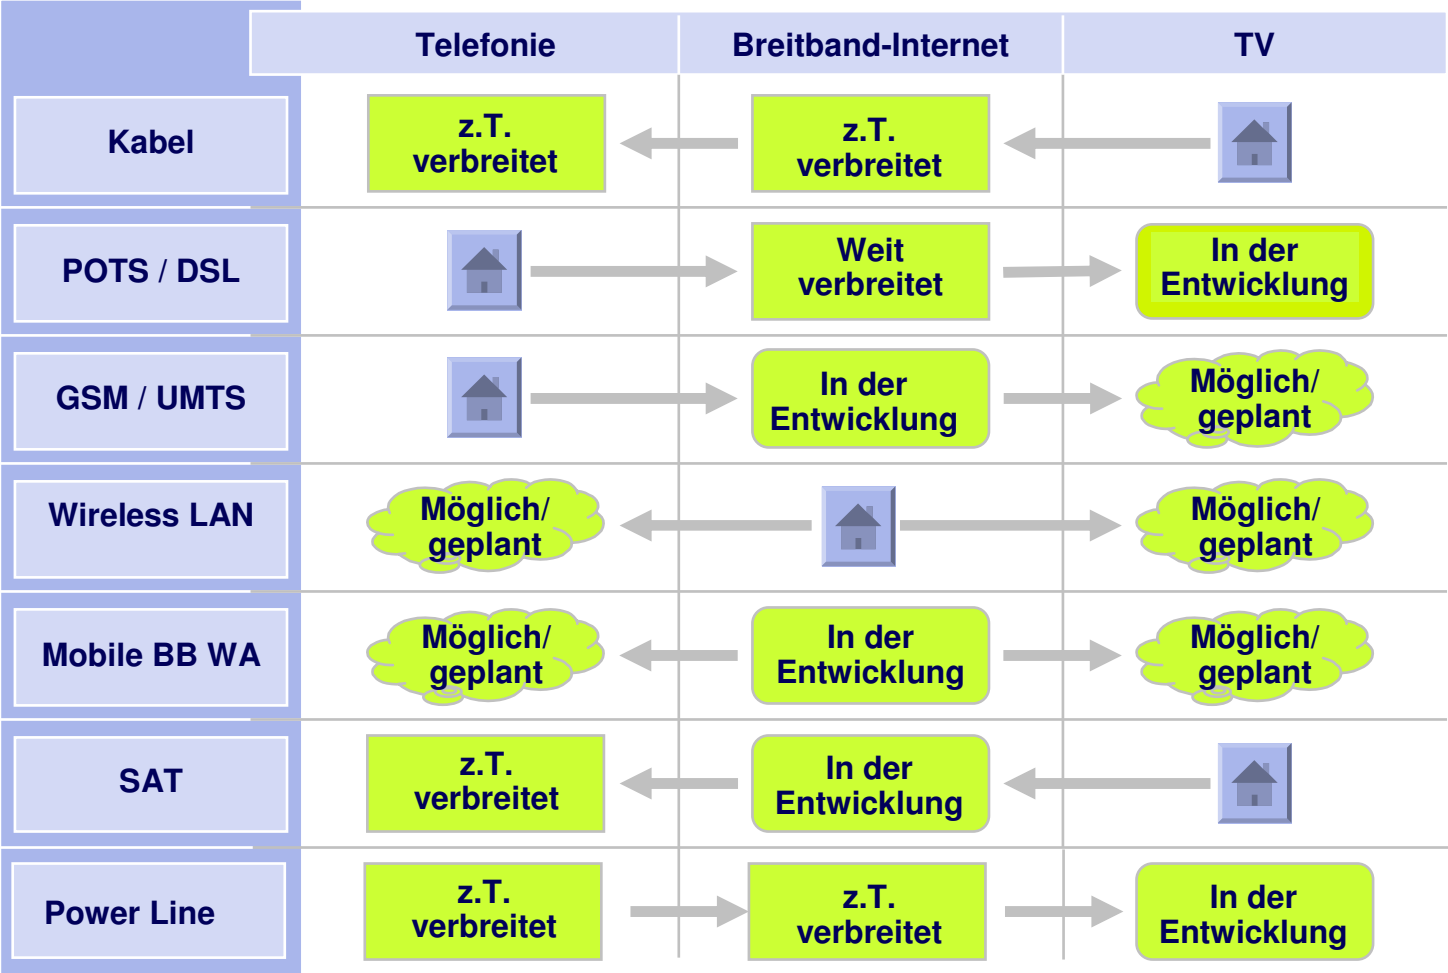 Telefonie
Breitband-Internet
TV
Kabel
z.T.
verbreitet
z.T.
verbreitet
POTS / DSL
Weit
verbreitet
In der
Entwicklung
GSM / UMTS
In der
Entwicklung
Möglich/
geplant
Wireless LAN
Möglich/
geplant
Möglich/
geplant
Mobile BB WA
Möglich/
geplant
In der
Entwicklung
Möglich/
geplant
SAT
z.T.
verbreitet
In der
Entwicklung
Power Line
z.T.
verbreitet
z.T.
verbreitet
In der
Entwicklung